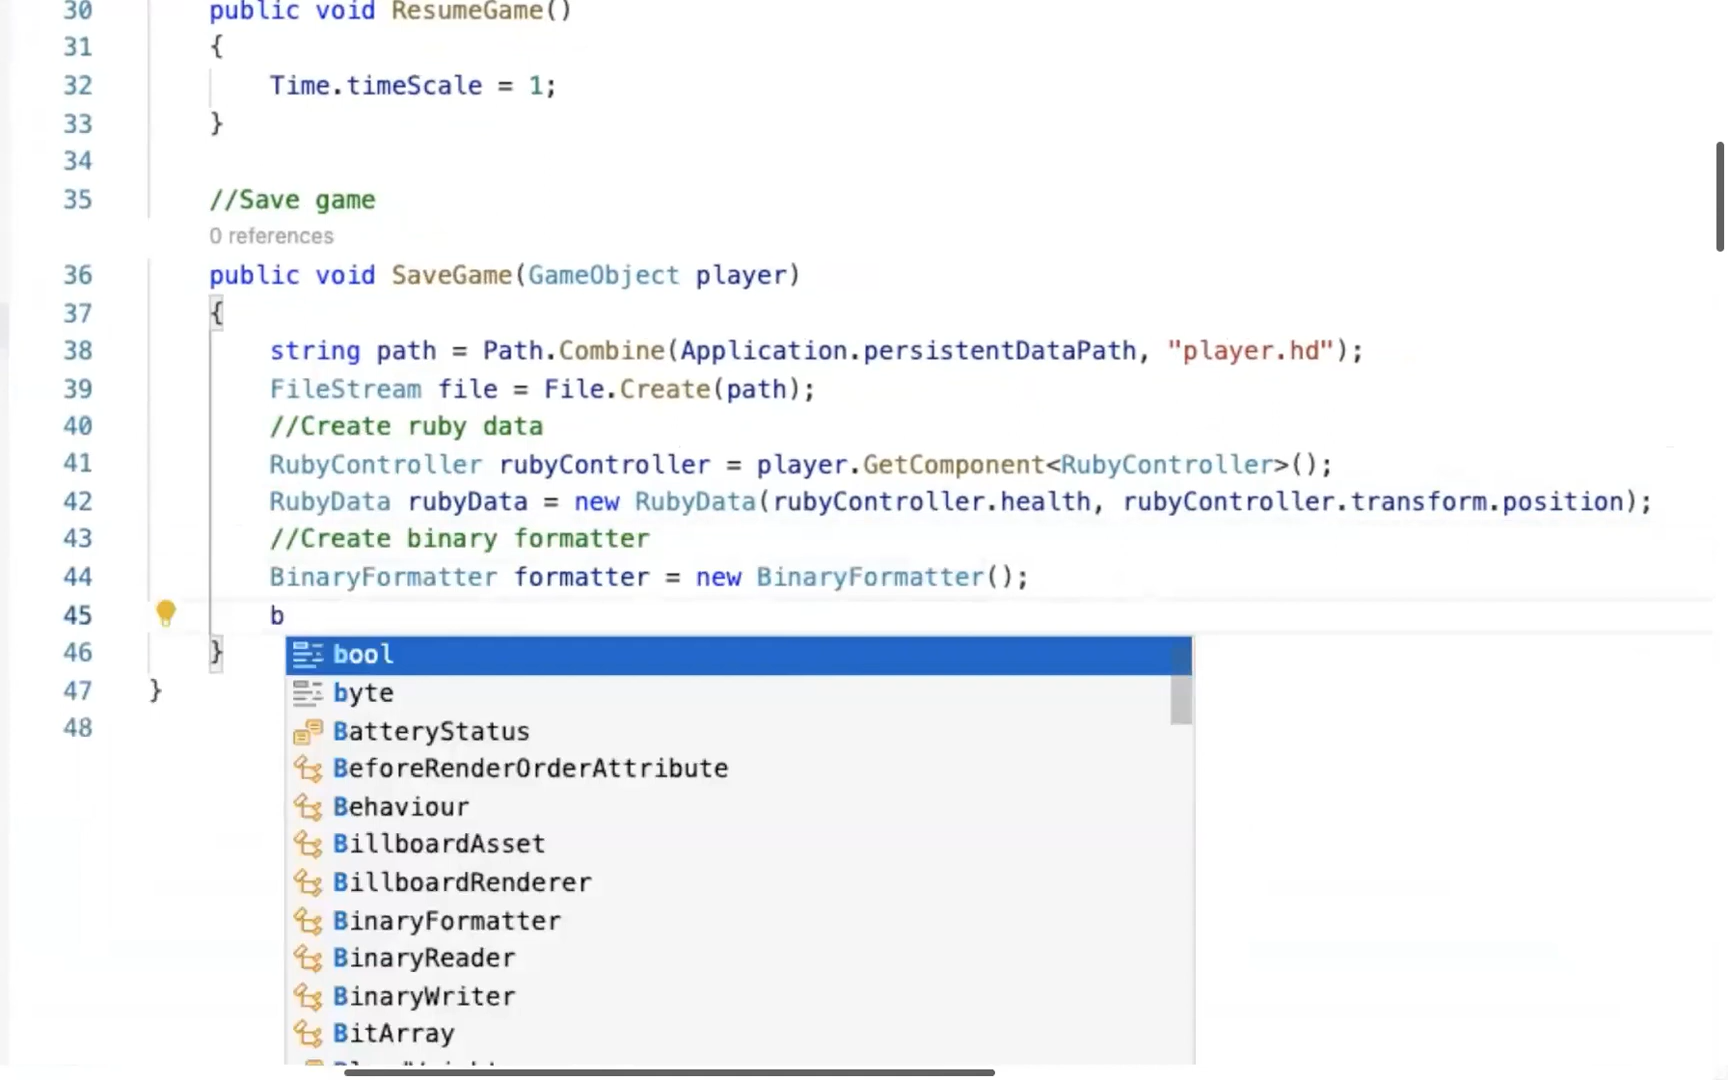 30 public void ResumeGame()
31 {
32 Time.timeScale = 1;
33 }
34
35 //Save game
0 references
36 public void SaveGame(GameObject player)
37 {
38 string path = Path.Combine(Application.persistentDataPath, "player.hd");
39 FileStream file = File.Create(path);
40 //Create ruby data
41 RubyController rubyController = player.GetComponent<RubyController>();
42 RubyData rubyData = new RubyData(rubyController.health, rubyController.transform.position);
43 //Create binary formatter
44 BinaryFormatter formatter = new BinaryFormatter();
45 b
46 }
bool
47 }
byte
48
BatteryStatus
BeforeRenderOrderAttribute
Behaviour
BillboardAsset
BillboardRenderer
BinaryFormatter
BinaryReader
BinaryWriter
BitArray